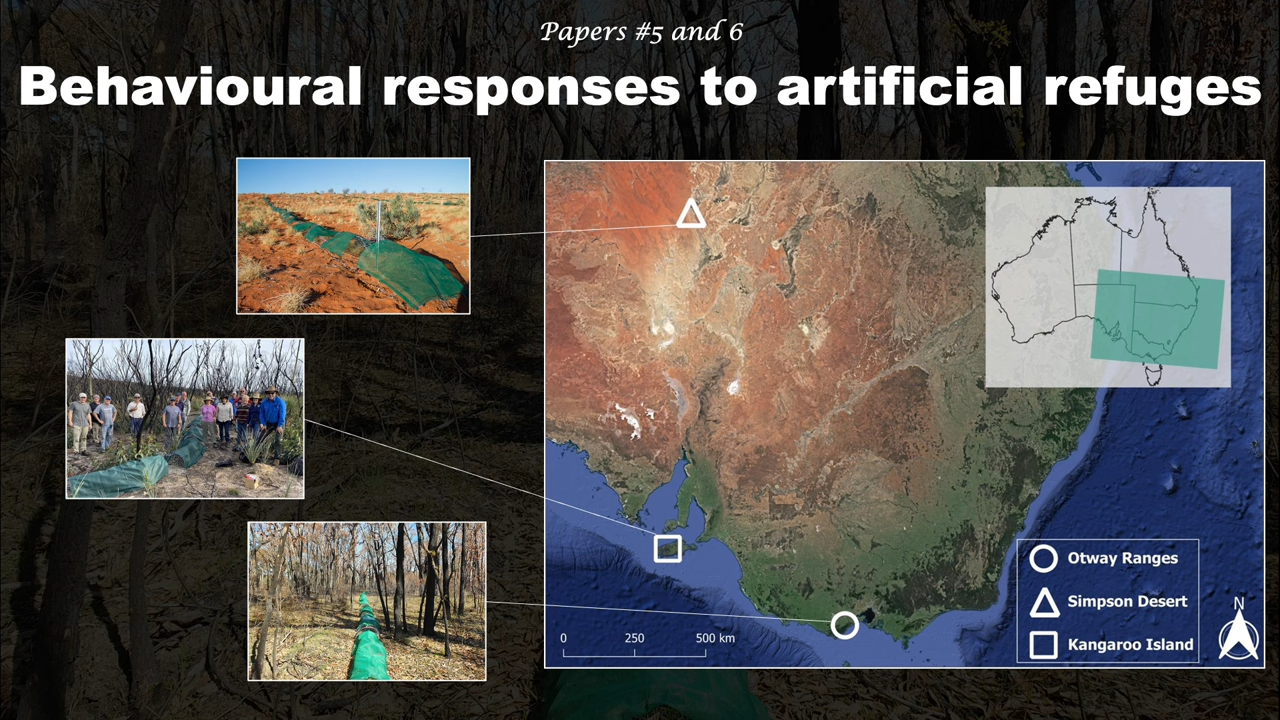 Papers #5 and 6
Behavioural responses to artificial refuges
Otway Ranges
Simpson Desert
Kangaroo Island
N
0 250 500 km